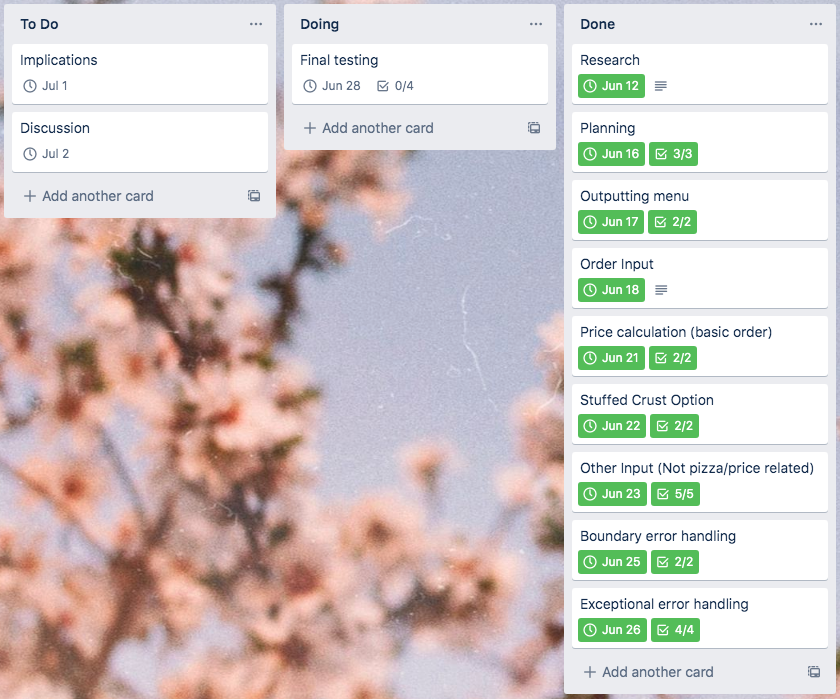 To Do
Implications
Jul 1
Discussion
Jul 2
Add another card
Doing
Final testing
Jun 28 0/4
Add another card
Done
Research
Jun 12
Planning
Jun 16 3/3
Outputting menu
Jun 17 2/2
Order Input
Jun 18
Price calculation (basic order)
Jun 21 2/2
Stuffed Crust Option
Jun 22 2/2
Other Input (Not pizza/price related)
Jun 23 5/5
Boundary error handling
Jun 25 2/2
Exceptional error handling
Jun 26 4/4
Add another card